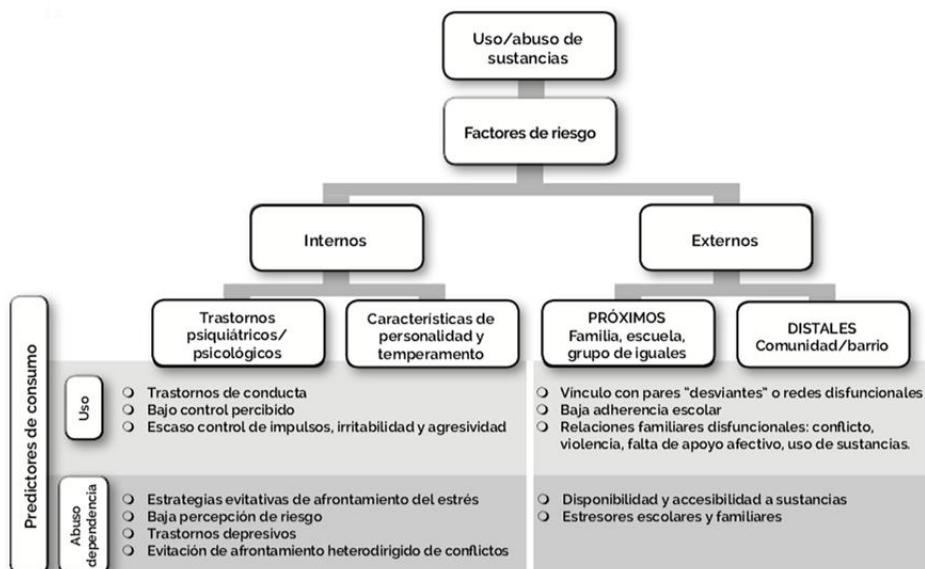 Uso/abuso de
sustancias
Factores de riesgo
Internos
Externos
Trastornos
psiquiátricos/
psicológicos
Características de
personalidad y
temperamento
PRÓXIMOS
Familia, escuela,
grupo de iguales
DISTALES
Comunidad/barrio
Predictores de consumo
Uso
○ Trastornos de conducta
○ Bajo control percibido
○ Escaso control de impulsos, irritabilidad y agresividad
○ Vínculo con pares "desviantes" o redes disfuncionales
○ Baja adherencia escolar
○ Relaciones familiares disfuncionales: conflicto,
violencia, falta de apoyo afectivo, uso de sustancias.
Abuso
dependencia
○ Estrategias evitativas de afrontamiento del estrés
○ Baja percepción de riesgo
○ Trastornos depresivos
○ Evitación de afrontamiento heterodirigido de conflictos
○ Disponibilidad y accesibilidad a sustancias
○ Estresores escolares y familiares